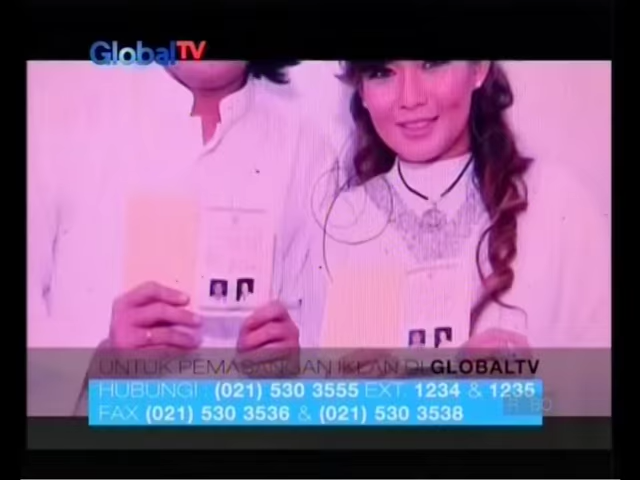 GlobalTV
UNTUK PEMASANGAN IKLAN DI GLOBALTV
HUBUNGI : (021) 530 3555 EXT. 1234 & 1235
FAX (021) 530 3536 & (021) 530 3538